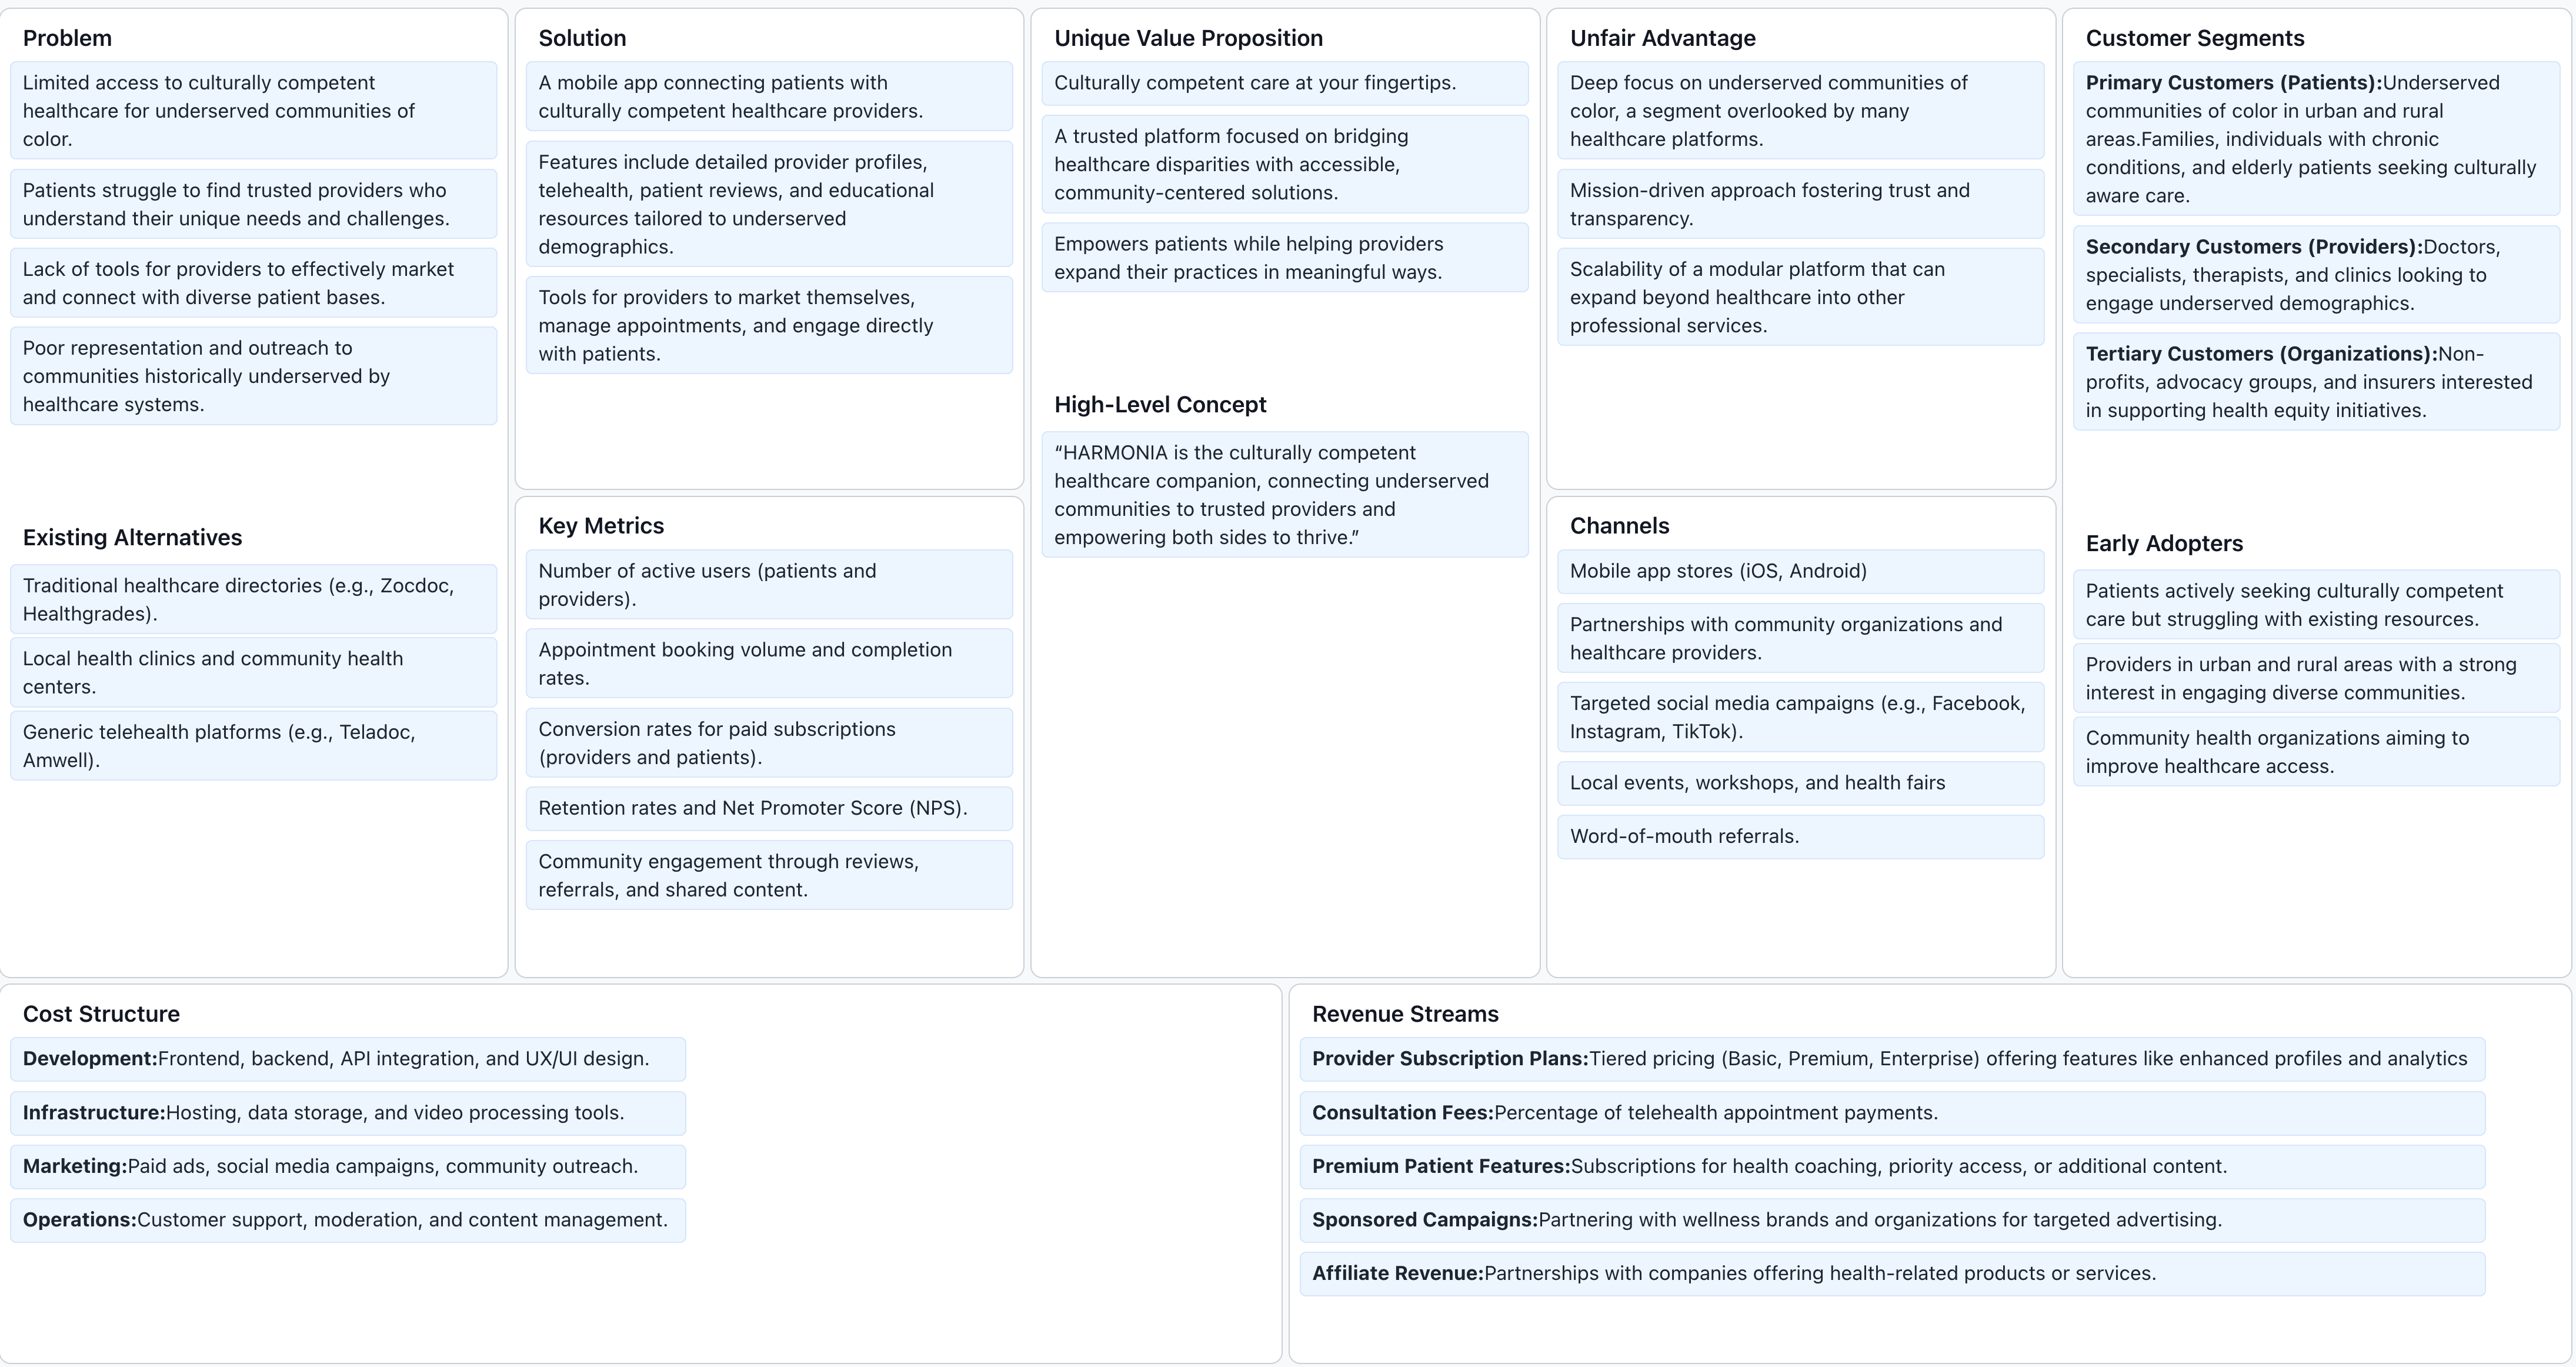 Problem
Limited access to culturally competent
healthcare for underserved communities of
color.
Patients struggle to find trusted providers who
understand their unique needs and challenges.
Lack of tools for providers to effectively market
and connect with diverse patient bases.
Poor representation and outreach to
communities historically underserved by
healthcare systems.
Existing Alternatives
Traditional healthcare directories (e.g., Zocdoc,
Healthgrades).
Local health clinics and community health
centers.
Generic telehealth platforms (e.g., Teladoc,
Amwell).
Solution
A mobile app connecting patients with
culturally competent healthcare providers.
Features include detailed provider profiles,
telehealth, patient reviews, and educational
resources tailored to underserved
demographics.
Tools for providers to market themselves,
manage appointments, and engage directly
with patients.
Key Metrics
Number of active users (patients and
providers).
Appointment booking volume and completion
rates.
Conversion rates for paid subscriptions
(providers and patients).
Retention rates and Net Promoter Score (NPS).
Community engagement through reviews,
referrals, and shared content.
Unique Value Proposition
Culturally competent care at your fingertips.
A trusted platform focused on bridging
healthcare disparities with accessible,
community-centered solutions.
Empowers patients while helping providers
expand their practices in meaningful ways.
High-Level Concept
“HARMONIA is the culturally competent
healthcare companion, connecting underserved
communities to trusted providers and
empowering both sides to thrive.”
Unfair Advantage
Deep focus on underserved communities of
color, a segment overlooked by many
healthcare platforms.
Mission-driven approach fostering trust and
transparency.
Scalability of a modular platform that can
expand beyond healthcare into other
professional services.
Channels
Mobile app stores (iOS, Android)
Partnerships with community organizations and
healthcare providers.
Targeted social media campaigns (e.g., Facebook,
Instagram, TikTok).
Local events, workshops, and health fairs
Word-of-mouth referrals.
Customer Segments
Primary Customers (Patients):Underserved
communities of color in urban and rural
areas.Families, individuals with chronic
conditions, and elderly patients seeking culturally
aware care.
Secondary Customers (Providers):Doctors,
specialists, therapists, and clinics looking to
engage underserved demographics.
Tertiary Customers (Organizations):Non-
profits, advocacy groups, and insurers interested
in supporting health equity initiatives.
Early Adopters
Patients actively seeking culturally competent
care but struggling with existing resources.
Providers in urban and rural areas with a strong
interest in engaging diverse communities.
Community health organizations aiming to
improve healthcare access.
Cost Structure
Development:Frontend, backend, API integration, and UX/UI design.
Infrastructure:Hosting, data storage, and video processing tools.
Marketing:Paid ads, social media campaigns, community outreach.
Operations:Customer support, moderation, and content management.
Revenue Streams
Provider Subscription Plans:Tiered pricing (Basic, Premium, Enterprise) offering features like enhanced profiles and analytics
Consultation Fees:Percentage of telehealth appointment payments.
Premium Patient Features:Subscriptions for health coaching, priority access, or additional content.
Sponsored Campaigns:Partnering with wellness brands and organizations for targeted advertising.
Affiliate Revenue:Partnerships with companies offering health-related products or services.